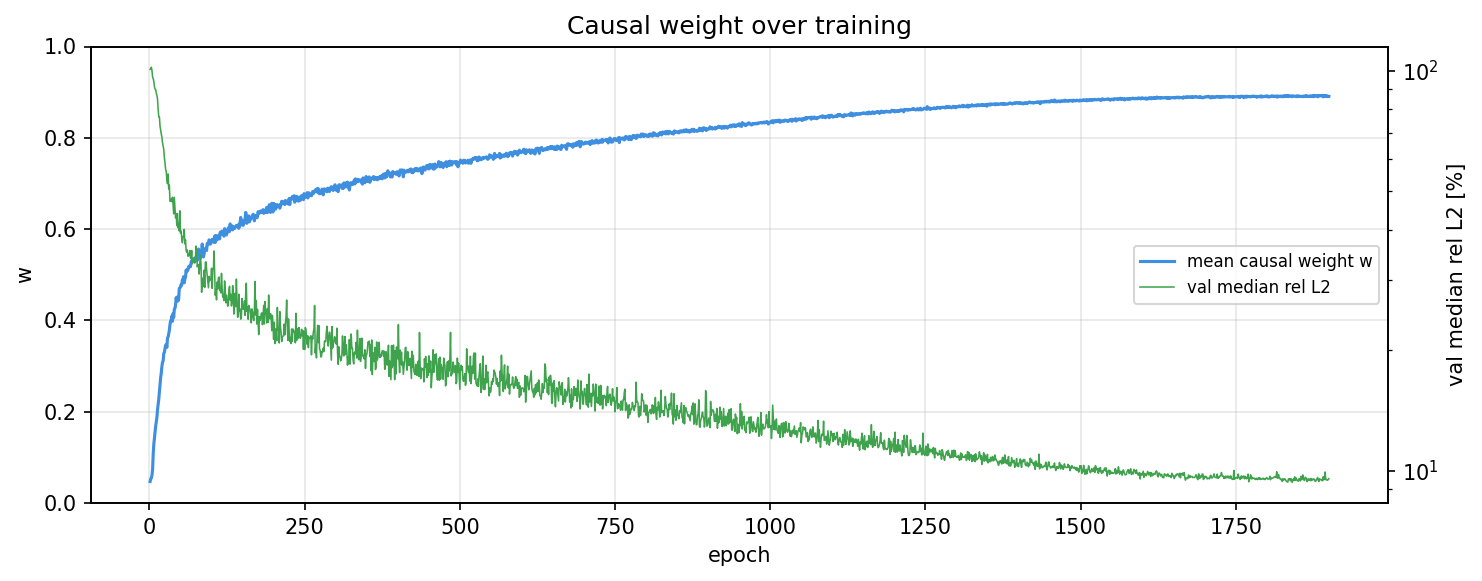 Causal weight over training
1.0
0.8
0.6
0.4
0.2
0.0
w
0
250
500
750
1000
1250
1500
1750
epoch
mean causal weight w
val median rel L2
10²
10¹
val median rel L2 [%]